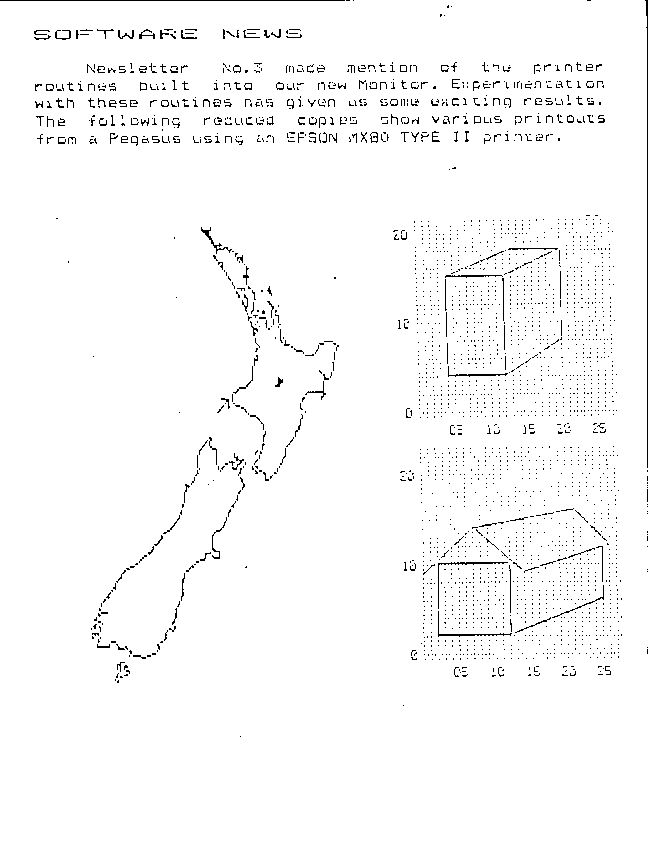 SOFTWARE NEWS
Newsletter No.3 made mention of the printer
routines built into our new Monitor. Experimentation
with these routines has given us some exciting results.
The following reduced copies show various printouts
from a Pegasus using an EPSON MX80 TYPE II printer.
20
10
0
05 10 15 20 25
20
10
0
05 10 15 20 25